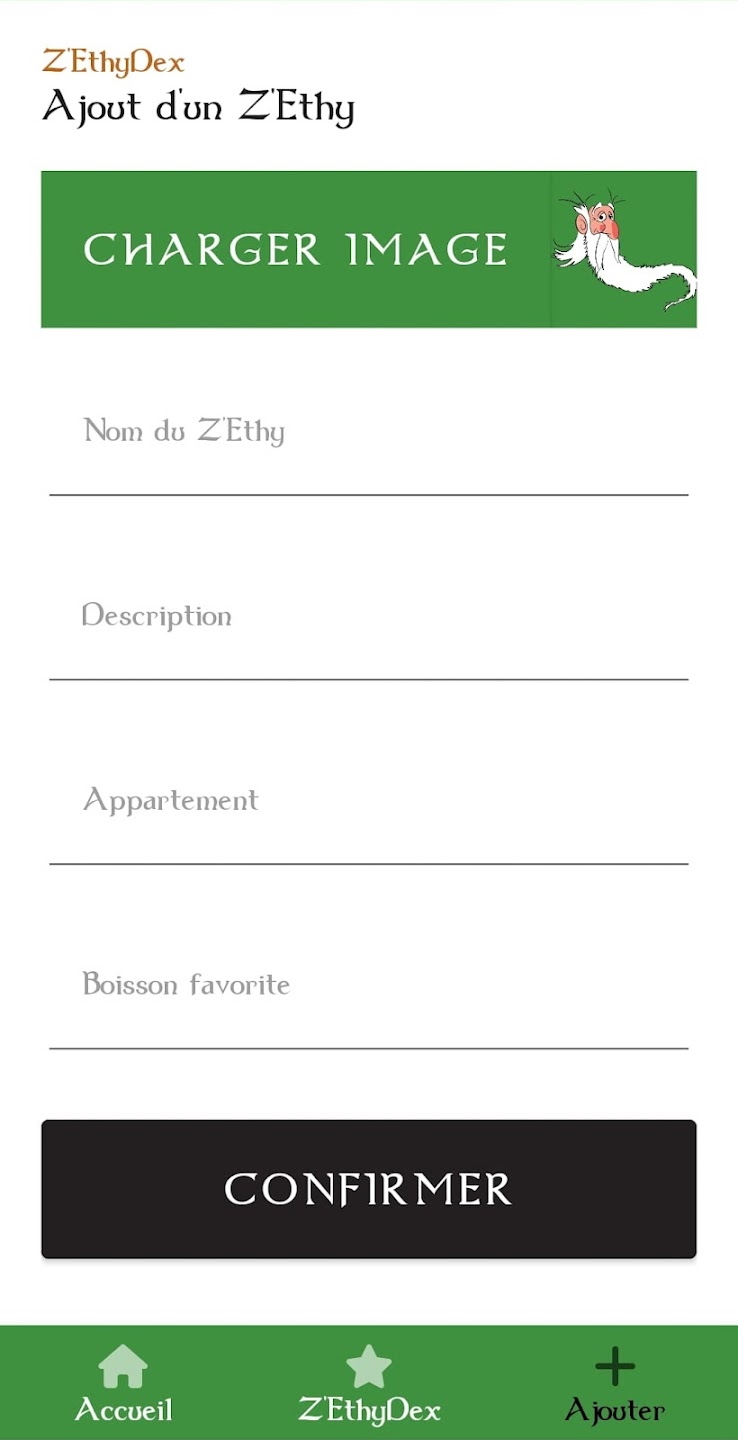 Z'EthyDex
Ajout d'un Z'Ethy
CHARGER IMAGE
Nom du Z'Ethy
Description
Appartement
Boisson favorite
CONFIRMER
Accueil
Z'EthyDex
Ajouter